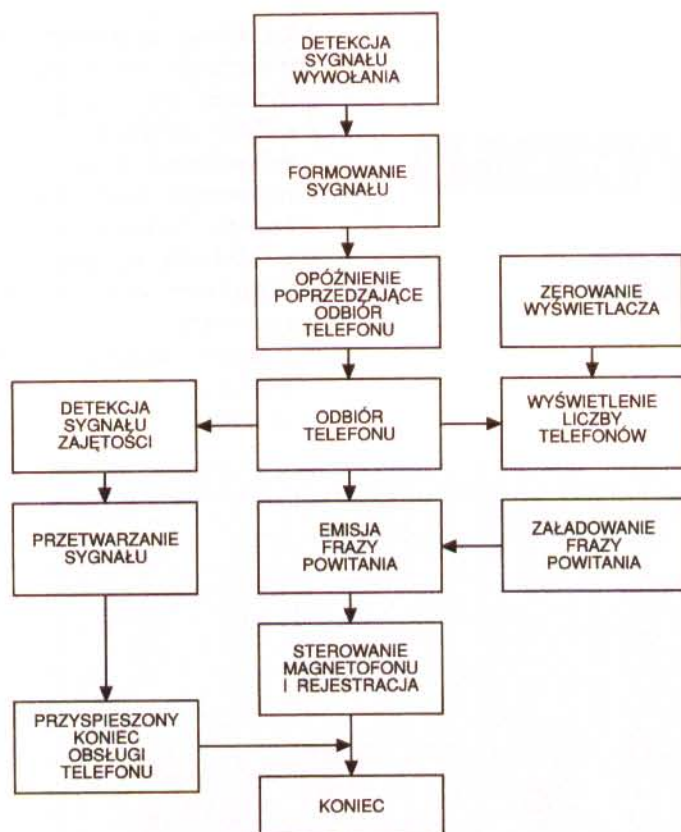 DETEKCJA
SYGNAŁU
WYWOŁANIA
FORMOWANIE
SYGNAŁU
OPÓŹNIENIE
POPRZEDZAJĄCE
ODBIÓR
TELEFONU
ZEROWANIE
WYŚWIETLACZA
DETEKCJA
SYGNAŁU
ZAJĘTOŚCI
ODBIÓR
TELEFONU
WYŚWIETLENIE
LICZBY
TELEFONÓW
PRZETWARZANIE
SYGNAŁU
EMISJA
FRAZY
POWITANIA
ZAŁADOWANIE
FRAZY
POWITANIA
STEROWANIE
MAGNETOFONU
I REJESTRACJA
PRZYSPIESZONY
KONIEC
OBSŁUGI
TELEFONU
KONIEC